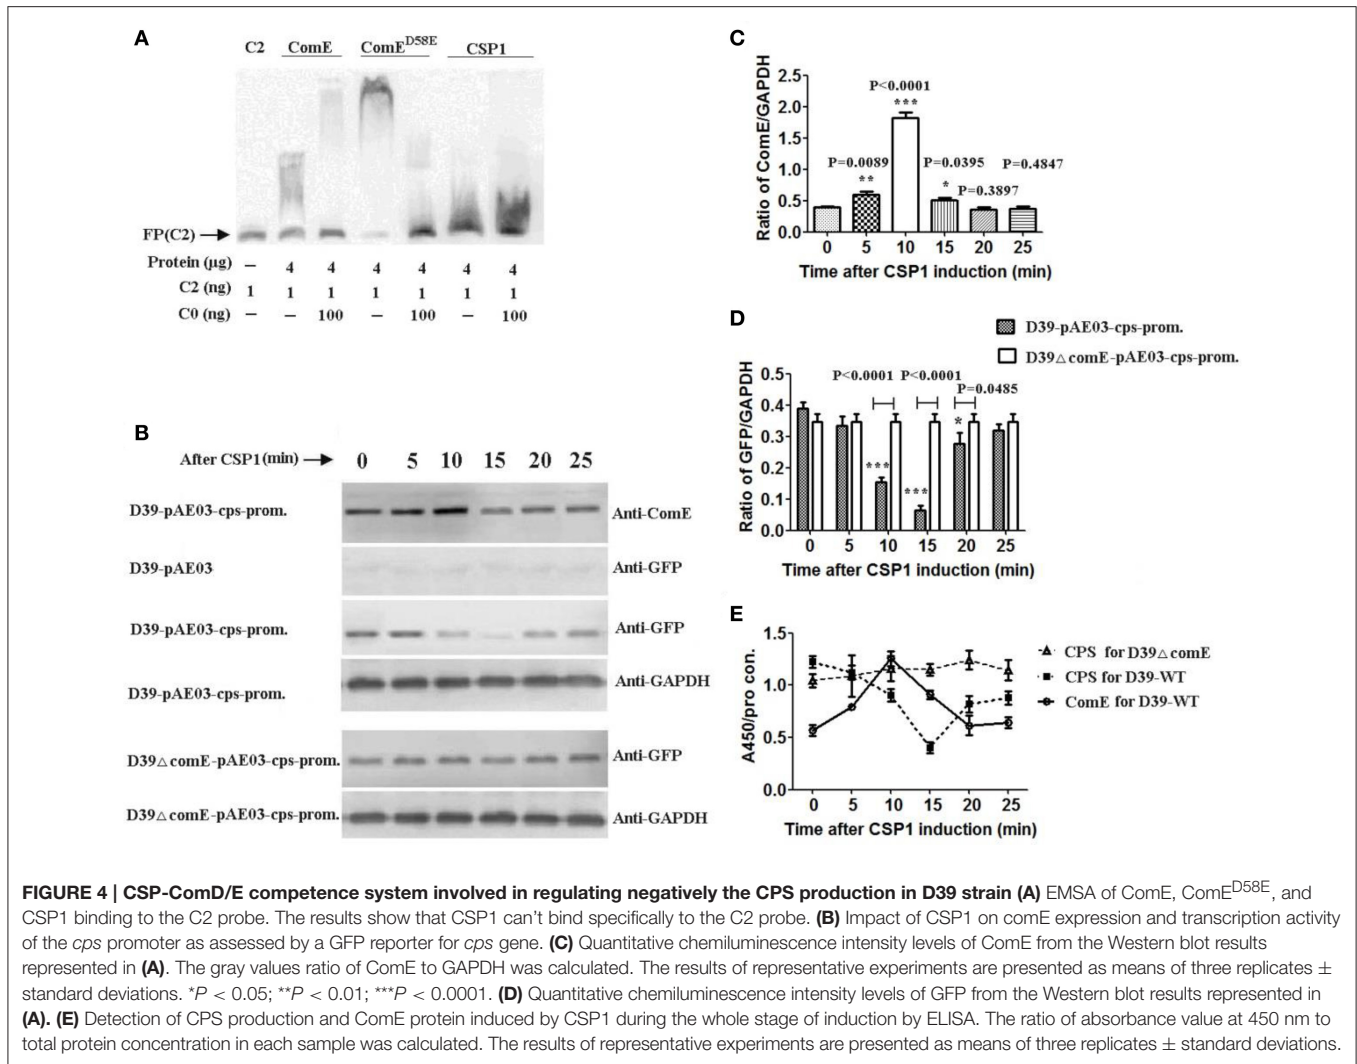 A
C2 ComE ComE^D58E CSP1
FP(C2)
Protein (μg) – 4 4 4 4 4 4
C2 (ng) 1 1 1 1 1 1 1
C0 (ng) – – 100 – 100 – 100
B
After CSP1(min) 0 5 10 15 20 25
D39-pAE03-cps-prom. Anti-ComE
D39-pAE03 Anti-GFP
D39-pAE03-cps-prom. Anti-GFP
D39-pAE03-cps-prom. Anti-GAPDH
D39△comE-pAE03-cps-prom. Anti-GFP
D39△comE-pAE03-cps-prom. Anti-GAPDH
C
Ratio of ComE/GAPDH
2.5
2.0
1.5
1.0
0.5
0.0
P<0.0001
***
P=0.0089
**
P=0.0395
*
P=0.3897
P=0.4847
0 5 10 15 20 25
Time after CSP1 induction (min)
D
D39-pAE03-cps-prom.
D39△comE-pAE03-cps-prom.
Ratio of GFP/GAPDH
0.5
0.4
0.3
0.2
0.1
0.0
P<0.0001 P<0.0001
P=0.0485
***
***
*
0 5 10 15 20 25
Time after CSP1 induction (min)
E
A450/pro con.
1.5
1.0
0.5
0.0
0 5 10 15 20 25
Time after CSP1 induction (min)
CPS for D39△comE
CPS for D39-WT
ComE for D39-WT
FIGURE 4 | CSP-ComD/E competence system involved in regulating negatively the CPS production in D39 strain (A) EMSA of ComE, ComE^D58E, and
CSP1 binding to the C2 probe. The results show that CSP1 can't bind specifically to the C2 probe. (B) Impact of CSP1 on comE expression and transcription activity
of the cps promoter as assessed by a GFP reporter for cps gene. (C) Quantitative chemiluminescence intensity levels of ComE from the Western blot results
represented in (A). The gray values ratio of ComE to GAPDH was calculated. The results of representative experiments are presented as means of three replicates ±
standard deviations. *P < 0.05; **P < 0.01; ***P < 0.0001. (D) Quantitative chemiluminescence intensity levels of GFP from the Western blot results represented in
(A). (E) Detection of CPS production and ComE protein induced by CSP1 during the whole stage of induction by ELISA. The ratio of absorbance value at 450 nm to
total protein concentration in each sample was calculated. The results of representative experiments are presented as means of three replicates ± standard deviations.